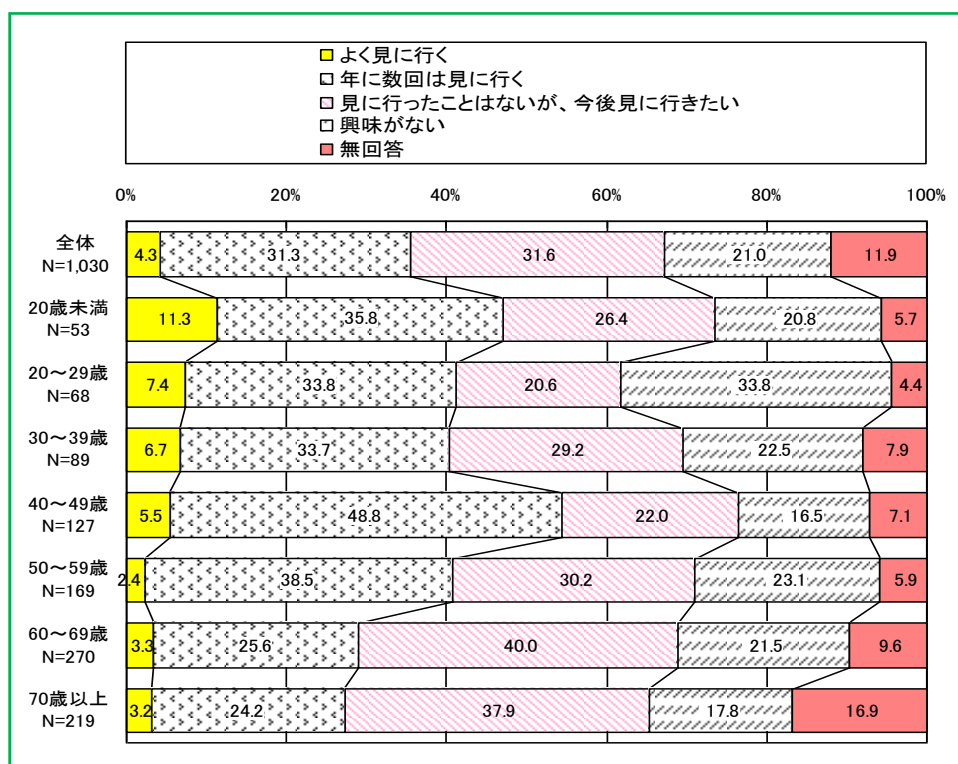 よく見に行く
年に数回は見に行く
見に行ったことはないが、今後見に行きたい
興味がない
無回答
0% 20% 40% 60% 80% 100%
全体
N=1,030
4.3 31.3 31.6 21.0 11.9
20歳未満
N=53
11.3 35.8 26.4 20.8 5.7
20～29歳
N=68
7.4 33.8 20.6 33.8 4.4
30～39歳
N=89
6.7 33.7 29.2 22.5 7.9
40～49歳
N=127
5.5 48.8 22.0 16.5 7.1
50～59歳
N=169
2.4 38.5 30.2 23.1 5.9
60～69歳
N=270
3.3 25.6 40.0 21.5 9.6
70歳以上
N=219
3.2 24.2 37.9 17.8 16.9